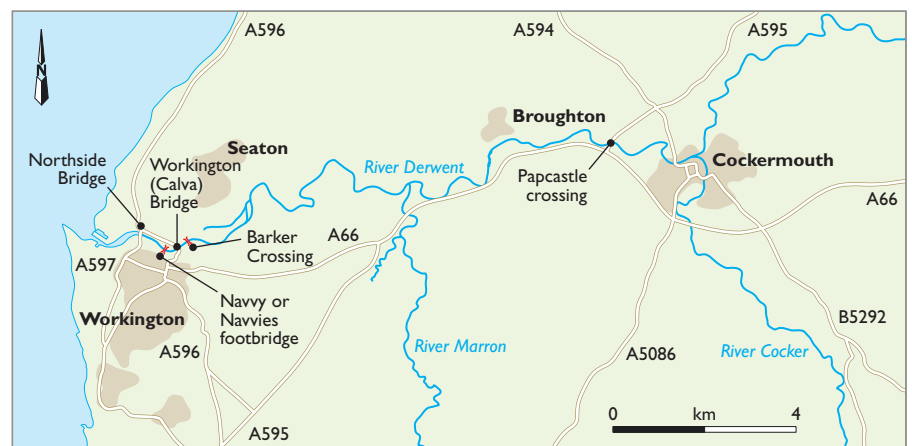 A596
A594
A595
N
Broughton
Seaton
Northside
Bridge
Workington
(Calva)
Bridge
River Derwent
Papcastle
crossing
Cockermouth
A66
Barker
Crossing
A66
A597
Navvy or
Navvies
footbridge
Workington
A596
River Marron
A5086
River Cocker
B5292
A595
0 km 4